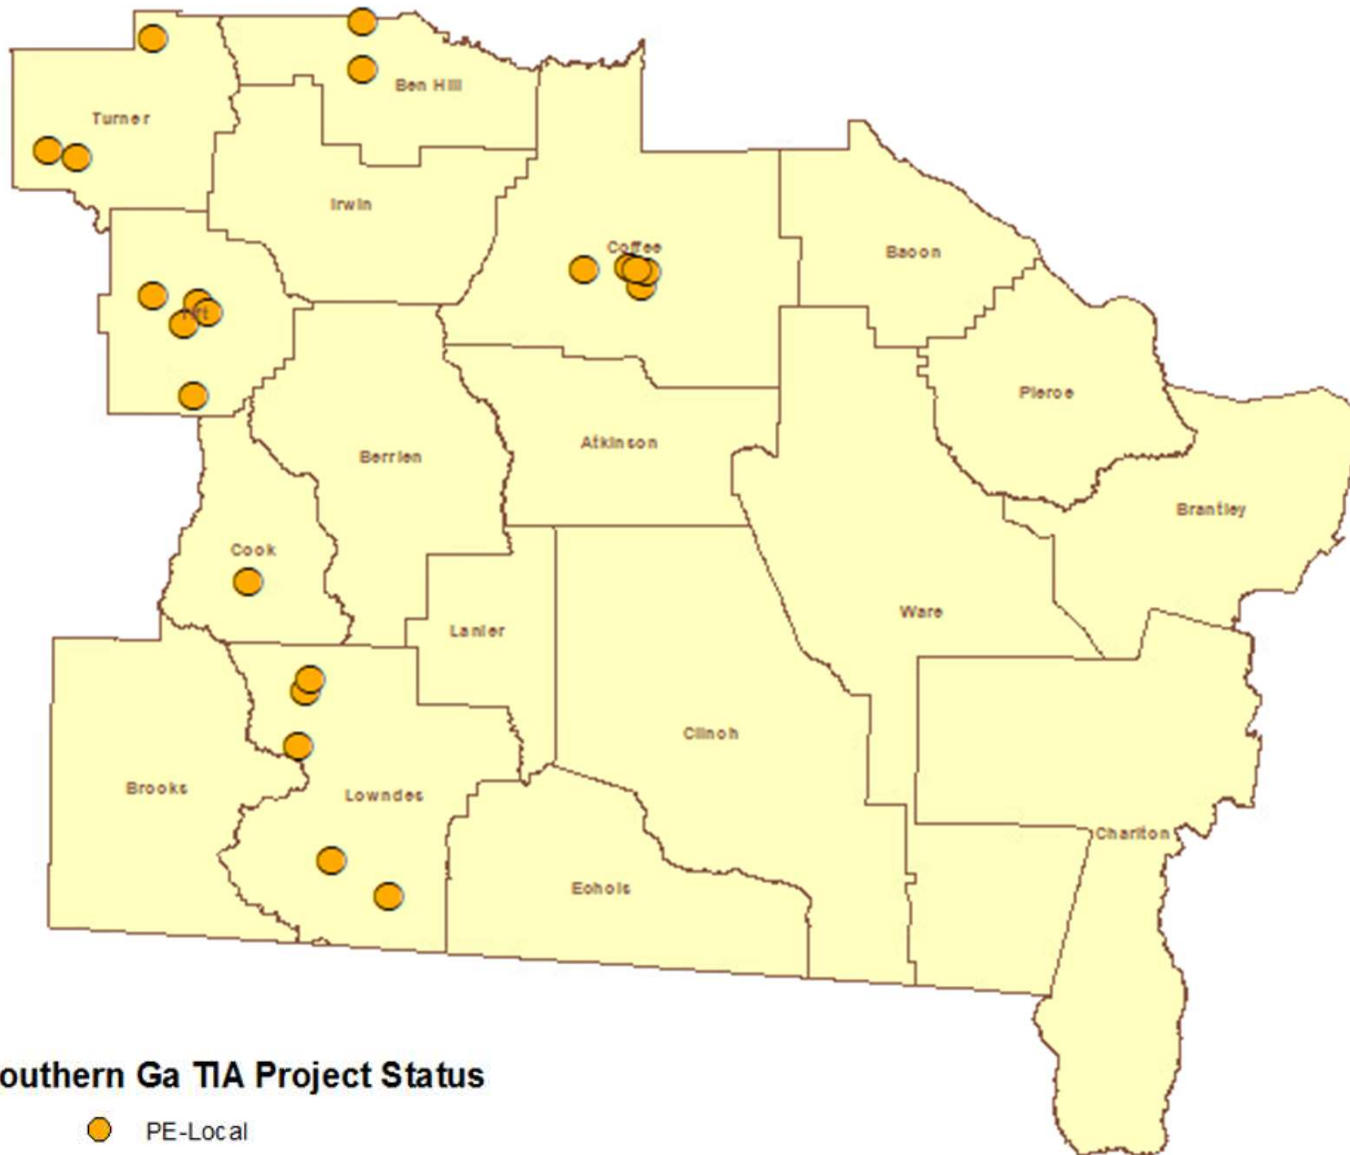 Ben Hill
Turner
Irwin
Coffee
Bacon
Tift
Pierce
Atkinson
Berrien
Brantley
Cook
Ware
Lanier
Clinch
Brooks
Lowndes
Charlton
Echols
outhern Ga TIA Project Status
PE-Local